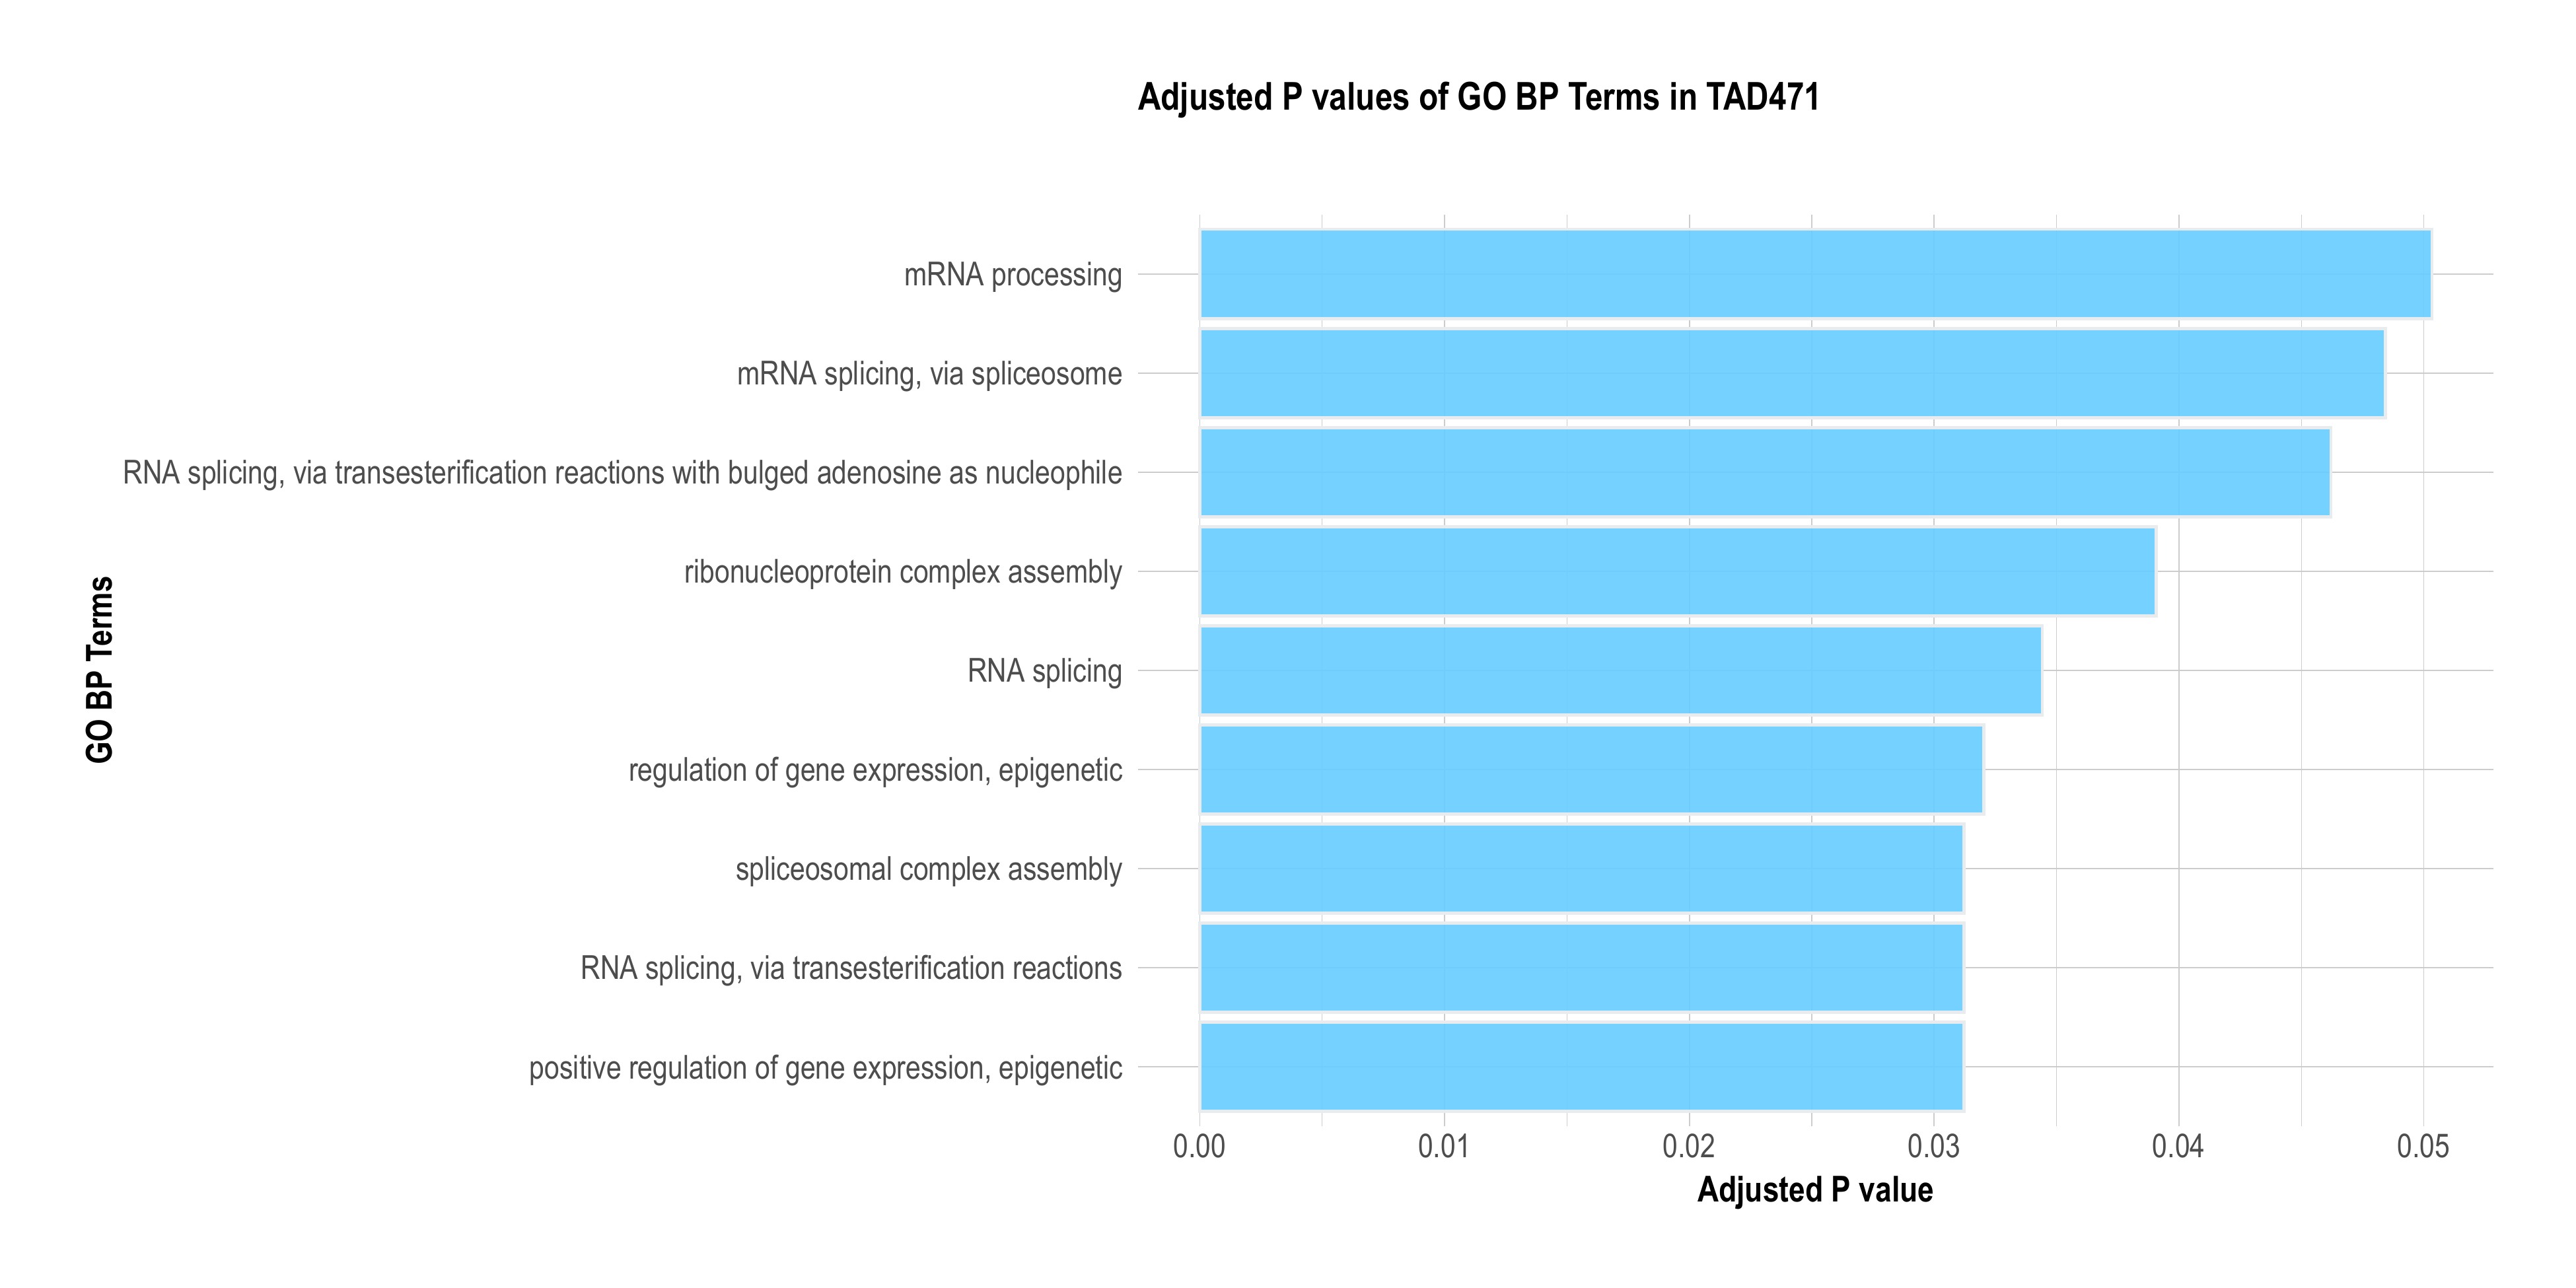 Adjusted P values of GO BP Terms in TAD471
GO BP Terms
mRNA processing
mRNA splicing, via spliceosome
RNA splicing, via transesterification reactions with bulged adenosine as nucleophile
ribonucleoprotein complex assembly
RNA splicing
regulation of gene expression, epigenetic
spliceosomal complex assembly
RNA splicing, via transesterification reactions
positive regulation of gene expression, epigenetic
0.00 0.01 0.02 0.03 0.04 0.05
Adjusted P value